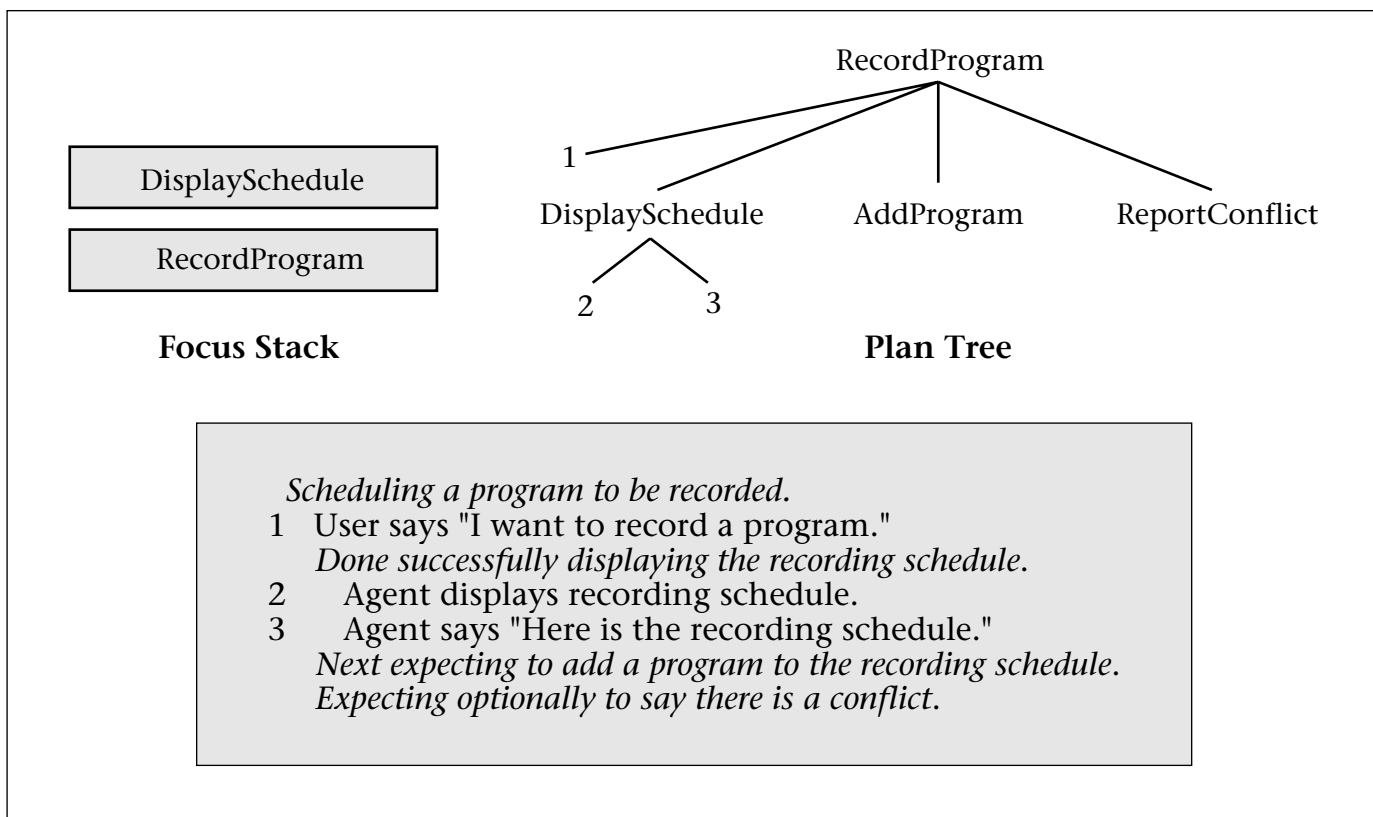 RecordProgram
1
DisplaySchedule
RecordProgram
DisplaySchedule AddProgram ReportConflict
2 3
Focus Stack
Plan Tree
Scheduling a program to be recorded.
1 User says "I want to record a program."
Done successfully displaying the recording schedule.
2 Agent displays recording schedule.
3 Agent says "Here is the recording schedule."
Next expecting to add a program to the recording schedule.
Expecting optionally to say there is a conflict.